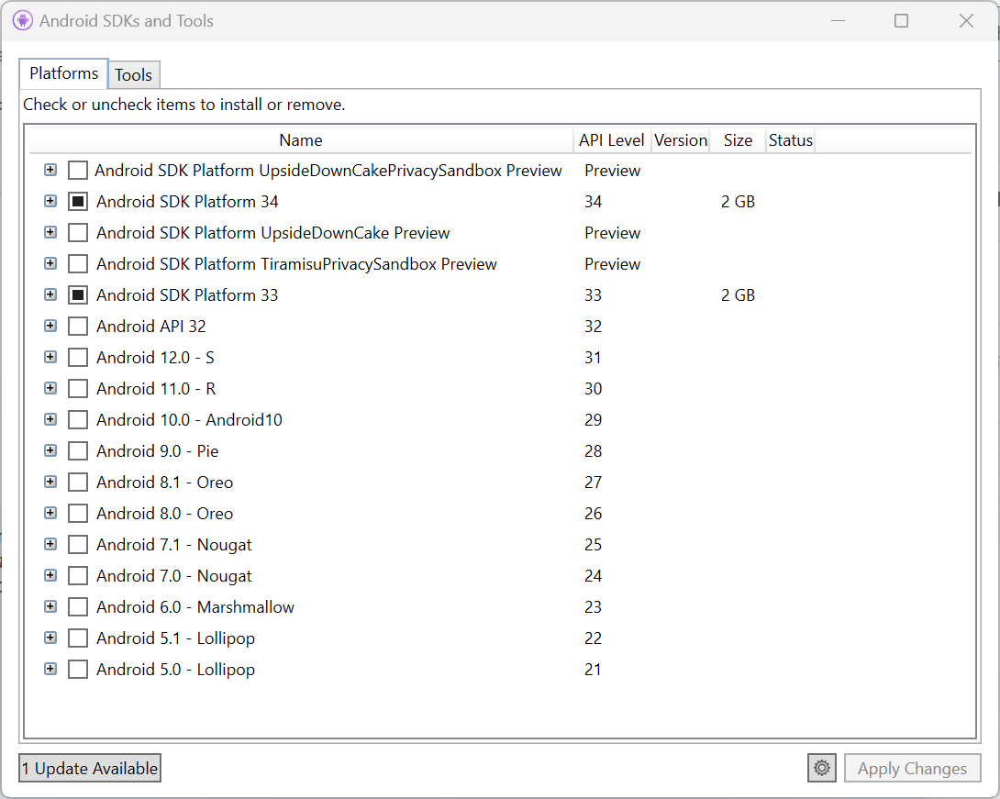 Android SDKs and Tools
Platforms Tools
Check or uncheck items to install or remove.
Name API Level Version Size Status
Android SDK Platform UpsideDownCakePrivacySandbox Preview Preview
Android SDK Platform 34 34 2 GB
Android SDK Platform UpsideDownCake Preview Preview
Android SDK Platform TiramisuPrivacySandbox Preview Preview
Android SDK Platform 33 33 2 GB
Android API 32 32
Android 12.0 - S 31
Android 11.0 - R 30
Android 10.0 - Android10 29
Android 9.0 - Pie 28
Android 8.1 - Oreo 27
Android 8.0 - Oreo 26
Android 7.1 - Nougat 25
Android 7.0 - Nougat 24
Android 6.0 - Marshmallow 23
Android 5.1 - Lollipop 22
Android 5.0 - Lollipop 21
1 Update Available Apply Changes